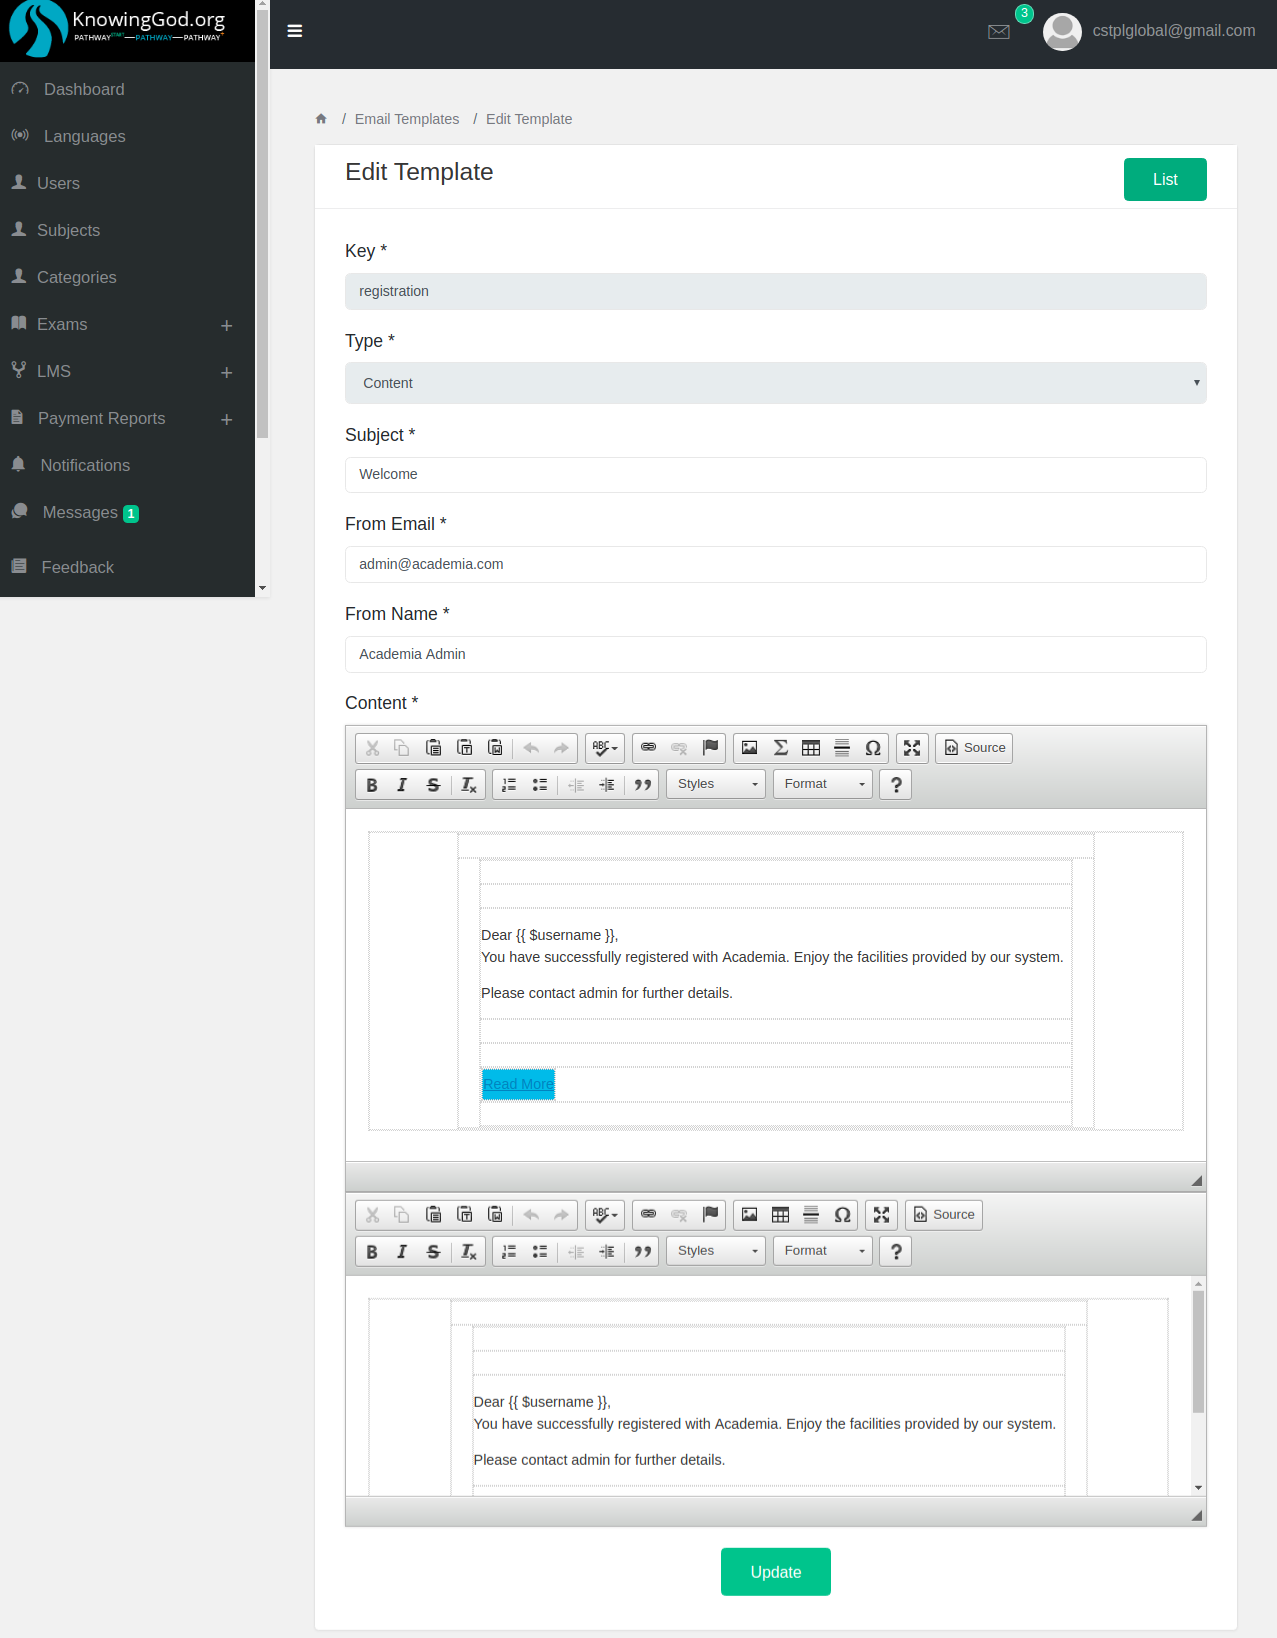 KnowingGod.org
PATHWAY START PATHWAY PATHWAY
3
cstplglobal@gmail.com
Dashboard
Languages
Users
Subjects
Categories
Exams +
LMS +
Payment Reports +
Notifications
Messages 1
Feedback
/ Email Templates / Edit Template
Edit Template
List
Key *
registration
Type *
Content
Subject *
Welcome
From Email *
admin@academia.com
From Name *
Academia Admin
Content *
ABC Σ Ω Source
B I S Tx Styles Format ?
Dear {{ $username }},
You have successfully registered with Academia. Enjoy the facilities provided by our system.
Please contact admin for further details.
Read More
ABC Ω Source
B I S Tx Styles Format ?
Dear {{ $username }},
You have successfully registered with Academia. Enjoy the facilities provided by our system.
Please contact admin for further details.
Update